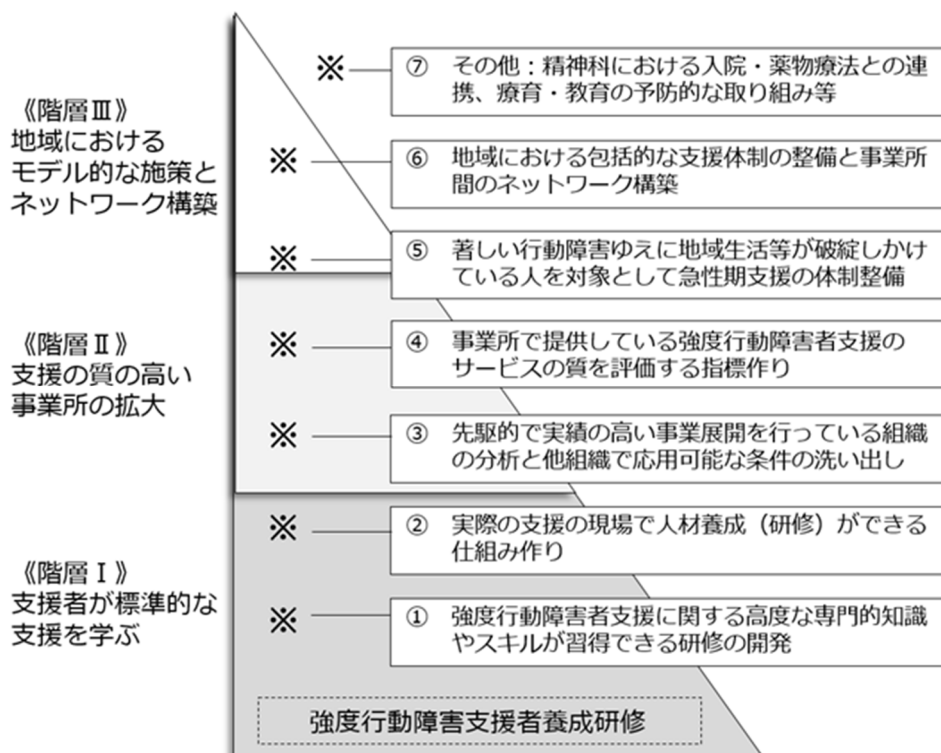 ※
⑦ その他：精神科における入院・薬物療法との連
携、療育・教育の予防的な取り組み等
《階層Ⅲ》
地域における
モデル的な施策と
ネットワーク構築
※
⑥ 地域における包括的な支援体制の整備と事業所
間のネットワーク構築
※
⑤ 著しい行動障害ゆえに地域生活等が破綻しかけ
ている人を対象として急性期支援の体制整備
《階層Ⅱ》
支援の質の高い
事業所の拡大
※
④ 事業所で提供している強度行動障害者支援の
サービスの質を評価する指標作り
※
③ 先駆的で実績の高い事業展開を行っている組織
の分析と他組織で応用可能な条件の洗い出し
※
② 実際の支援の現場で人材養成（研修）ができる
仕組み作り
《階層Ⅰ》
支援者が標準的な
支援を学ぶ
※
① 強度行動障害者支援に関する高度な専門的知識
やスキルが習得できる研修の開発
強度行動障害支援者養成研修